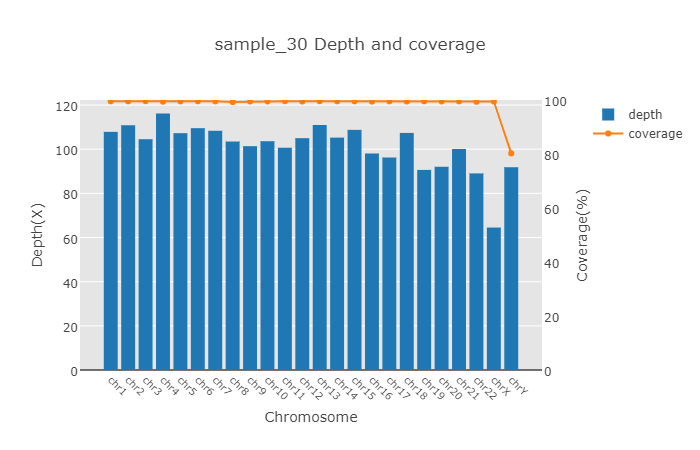 sample_30 Depth and coverage
120
100
80
60
40
20
0
Depth(X)
100
80
60
40
20
0
Coverage(%)
depth
coverage
chr1
chr2
chr3
chr4
chr5
chr6
chr7
chr8
chr9
chr10
chr11
chr12
chr13
chr14
chr15
chr16
chr17
chr18
chr19
chr20
chr21
chr22
chrX
chrY
Chromosome